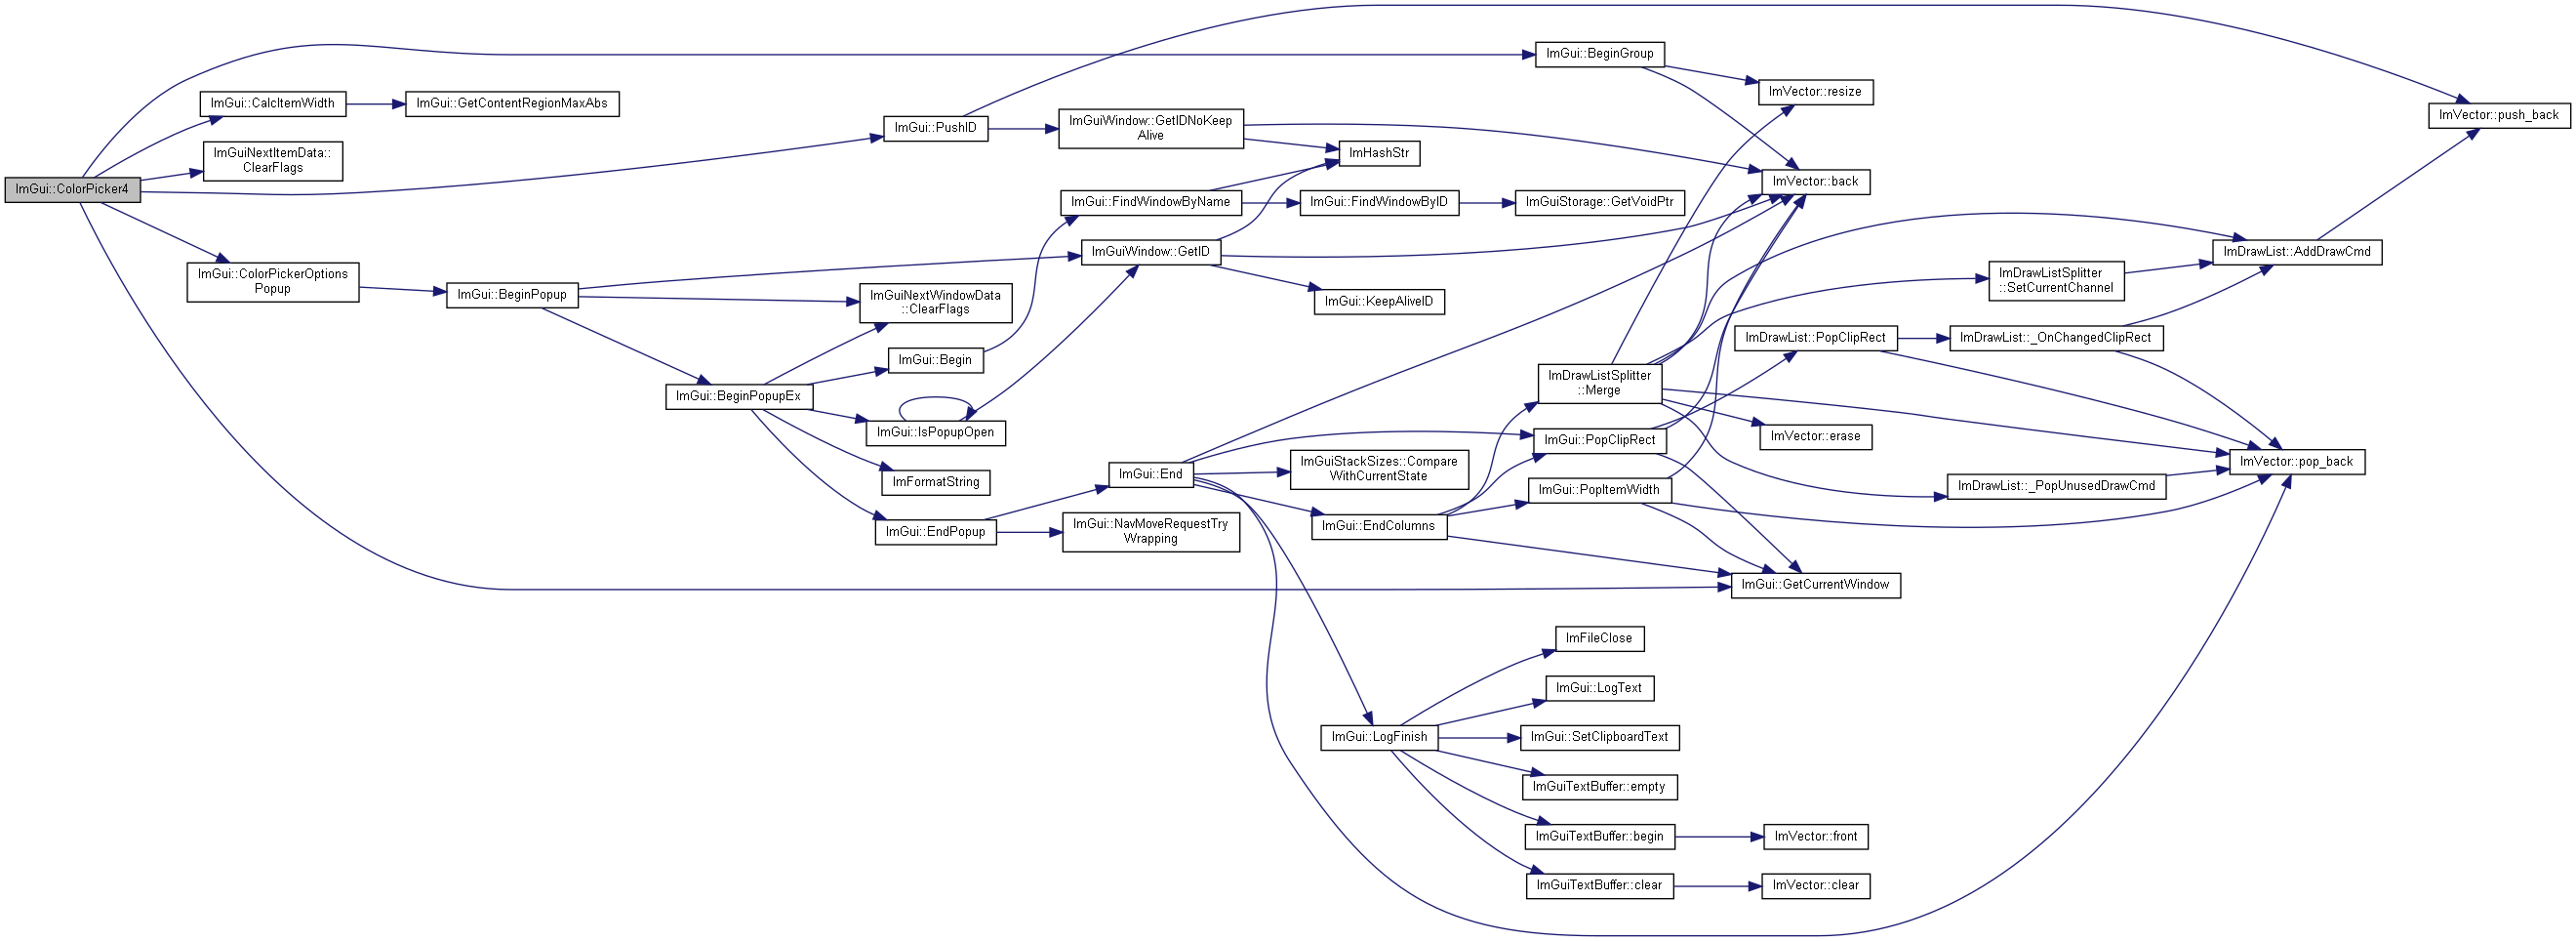 ImGui::ColorPicker4
ImGui::CalcItemWidth
ImGuiNextItemData::
ClearFlags
ImGui::ColorPickerOptions
Popup
ImGui::GetContentRegionMaxAbs
ImGui::BeginPopup
ImGui::BeginPopupEx
ImGui::PushID
ImGuiNextWindowData
::ClearFlags
ImGui::Begin
ImGui::IsPopupOpen
ImFormatString
ImGui::EndPopup
ImGuiWindow::GetIDNoKeep
Alive
ImGui::FindWindowByName
ImGuiWindow::GetID
ImGui::End
ImGui::NavMoveRequestTry
Wrapping
ImHashStr
ImGui::FindWindowByID
ImGui::KeepAliveID
ImGuiStackSizes::Compare
WithCurrentState
ImGui::EndColumns
ImGui::LogFinish
ImGui::BeginGroup
ImGuiStorage::GetVoidPtr
ImDrawListSplitter
::Merge
ImGui::PopClipRect
ImGui::PopItemWidth
ImFileClose
ImGui::LogText
ImGui::SetClipboardText
ImGuiTextBuffer::empty
ImGuiTextBuffer::begin
ImGuiTextBuffer::clear
ImVector::resize
ImVector::back
ImDrawList::PopClipRect
ImVector::erase
ImGui::GetCurrentWindow
ImVector::front
ImVector::clear
ImDrawListSplitter
::SetCurrentChannel
ImDrawList::_OnChangedClipRect
ImDrawList::_PopUnusedDrawCmd
ImDrawList::AddDrawCmd
ImVector::pop_back
ImVector::push_back